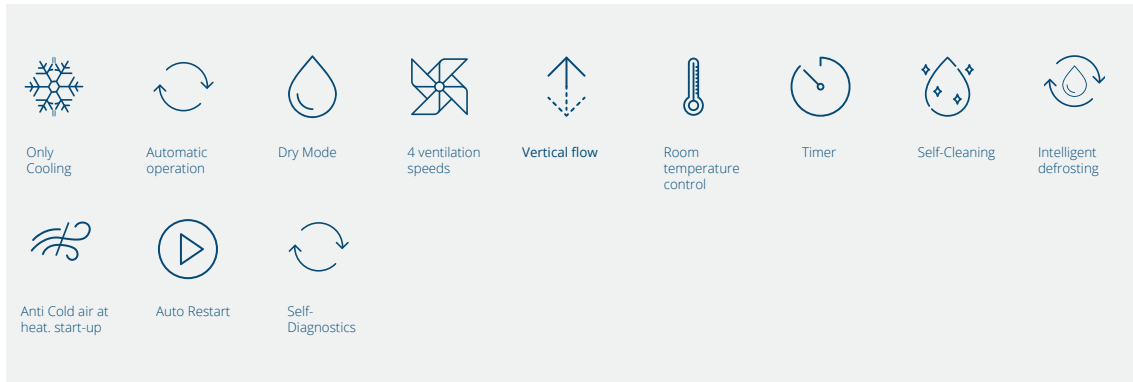 Only
Cooling
Automatic
operation
Dry Mode
4 ventilation
speeds
Vertical flow
Room
temperature
control
Timer
Self-Cleaning
Intelligent
defrosting
Anti Cold air at
heat. start-up
Auto Restart
Self-
Diagnostics